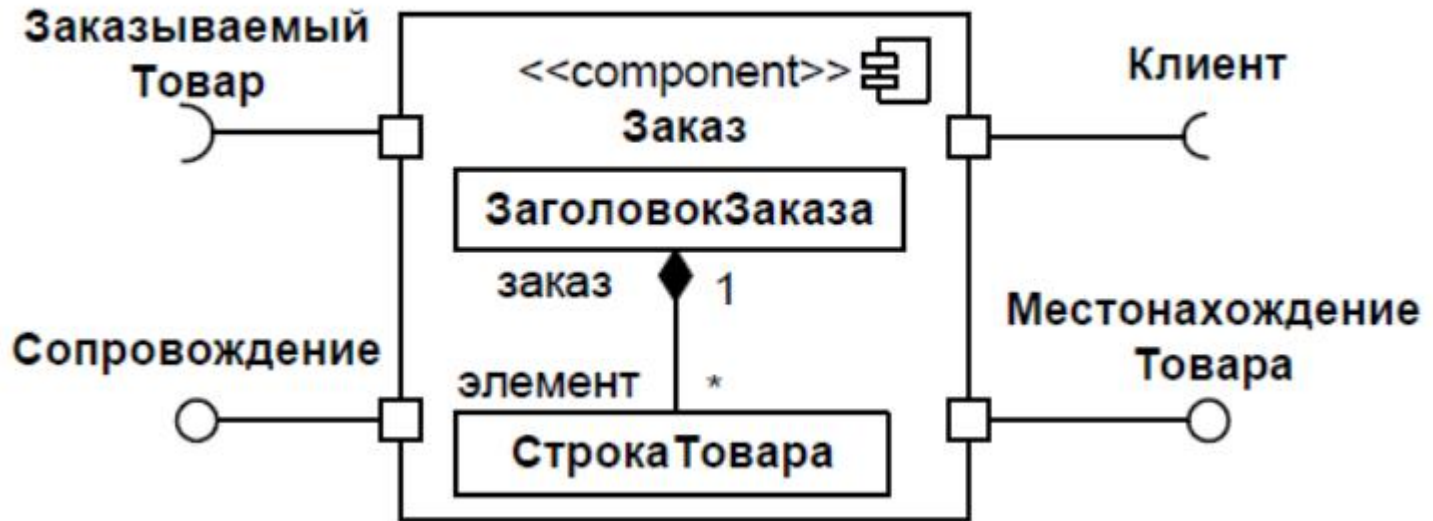 Заказываемый
Товар
<<component>>
Заказ
Клиент
ЗаголовокЗаказа
заказ 1
Сопровождение
Местонахождение
Товара
элемент *
СтрокаТовара